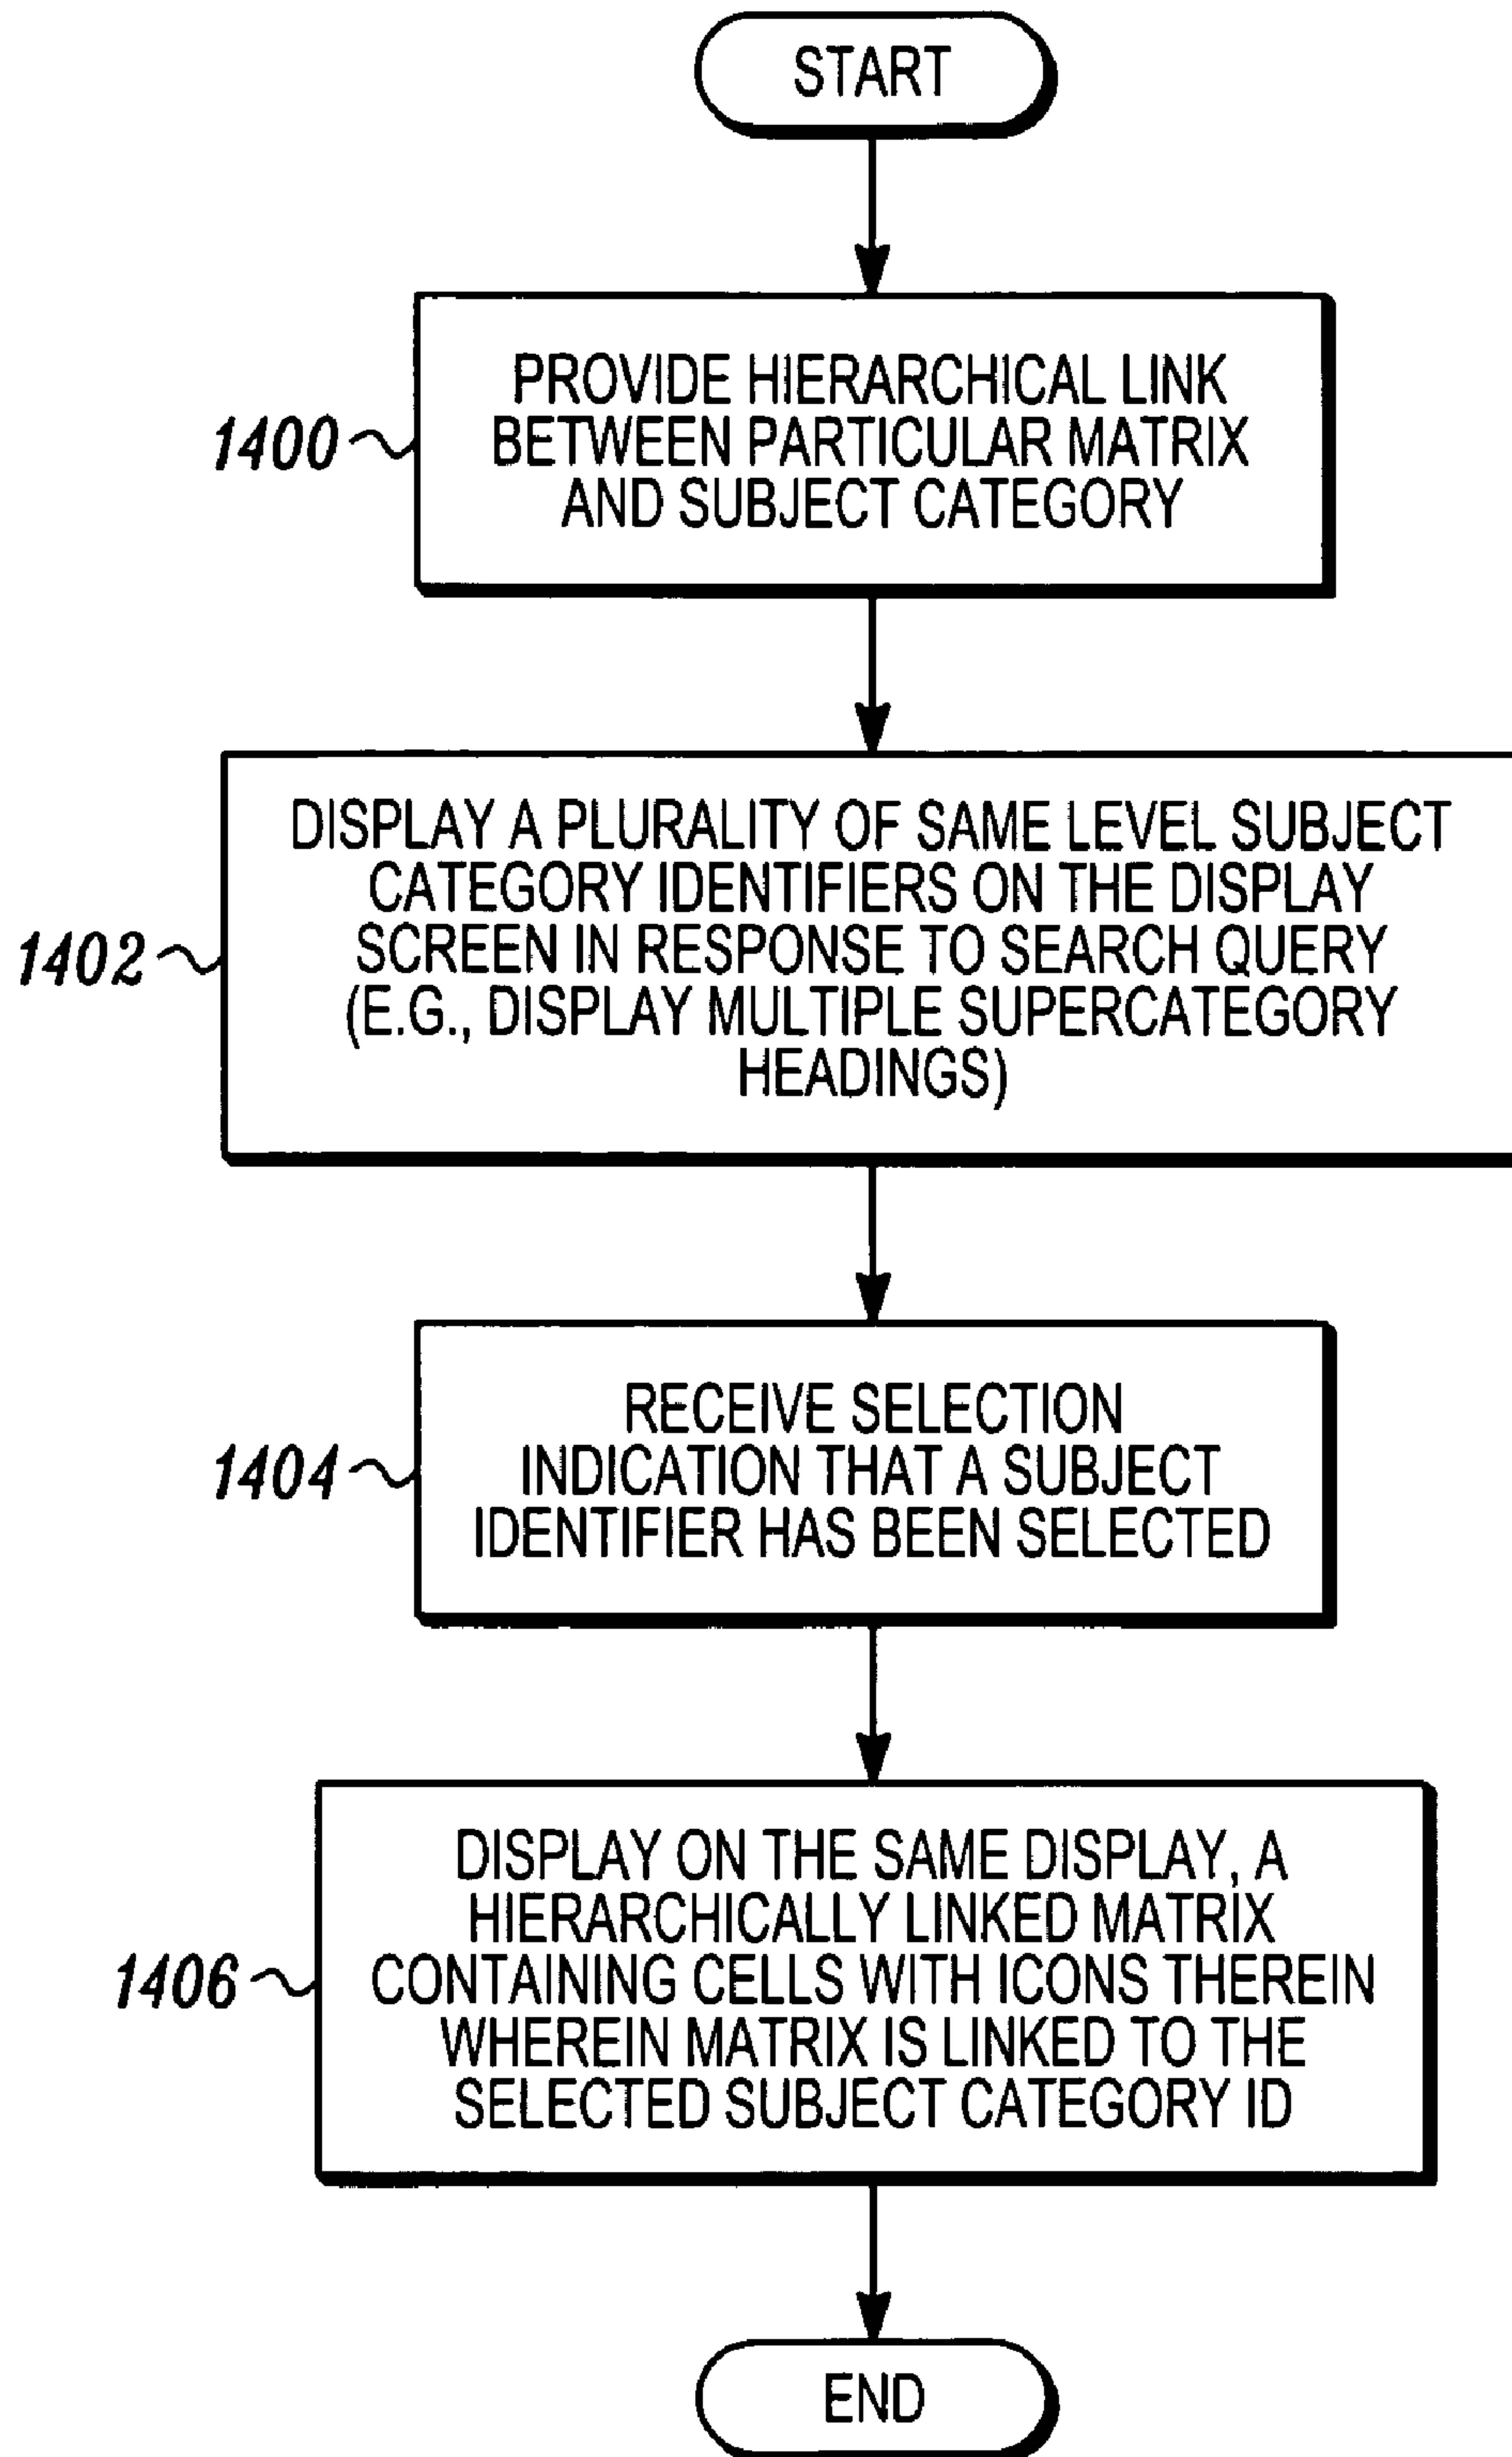 START
1400
PROVIDE HIERARCHICAL LINK
BETWEEN PARTICULAR MATRIX
AND SUBJECT CATEGORY
1402
DISPLAY A PLURALITY OF SAME LEVEL SUBJECT
CATEGORY IDENTIFIERS ON THE DISPLAY
SCREEN IN RESPONSE TO SEARCH QUERY
(E.G., DISPLAY MULTIPLE SUPERCATEGORY
HEADINGS)
1404
RECEIVE SELECTION
INDICATION THAT A SUBJECT
IDENTIFIER HAS BEEN SELECTED
1406
DISPLAY ON THE SAME DISPLAY, A
HIERARCHICALLY LINKED MATRIX
CONTAINING CELLS WITH ICONS THEREIN
WHEREIN MATRIX IS LINKED TO THE
SELECTED SUBJECT CATEGORY ID
END